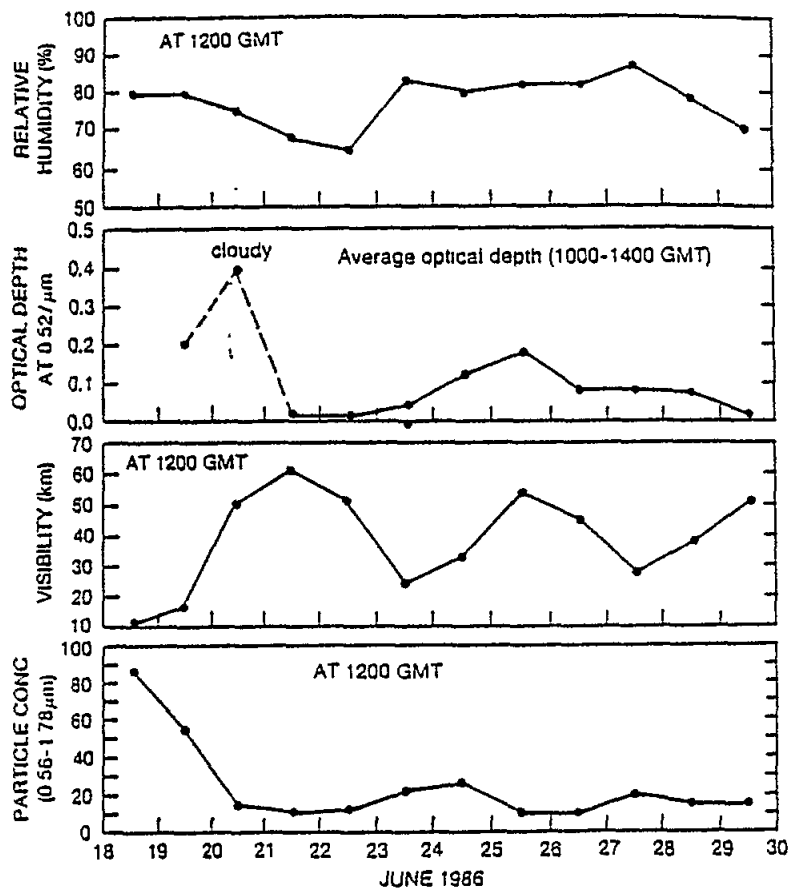 AT 1200 GMT
RELATIVE
HUMIDITY (%)
100
90
80
70
60
50
cloudy
Average optical depth (1000-1400 GMT)
OPTICAL DEPTH
AT 0 52/μm
0.5
0.4
0.3
0.2
0.1
0.0
AT 1200 GMT
VISIBILITY (km)
70
60
50
40
30
20
10
AT 1200 GMT
PARTICLE CONC
(0 56-1 78μm)
100
80
60
40
20
0
18 19 20 21 22 23 24 25 26 27 28 29 30
JUNE 1986